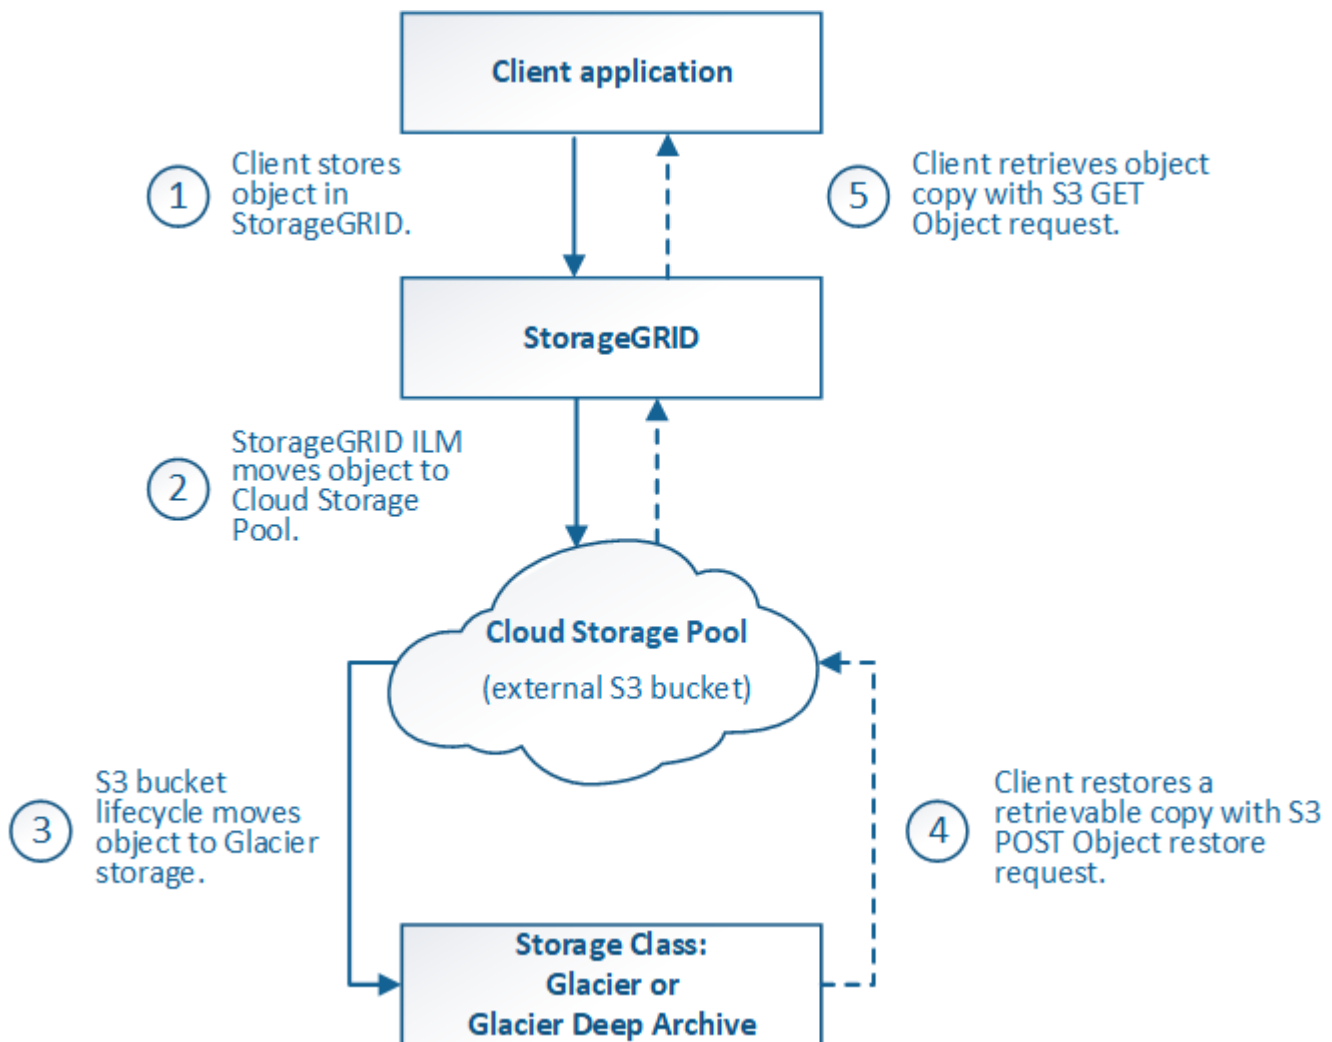 Client application
1
Client stores
object in
StorageGRID.
5
Client retrieves object
copy with S3 GET
Object request.
StorageGRID
2
StorageGRID ILM
moves object to
Cloud Storage
Pool.
Cloud Storage Pool
(external S3 bucket)
3
S3 bucket
lifecycle moves
object to Glacier
storage.
4
Client restores a
retrievable copy with S3
POST Object restore
request.
Storage Class:
Glacier or
Glacier Deep Archive